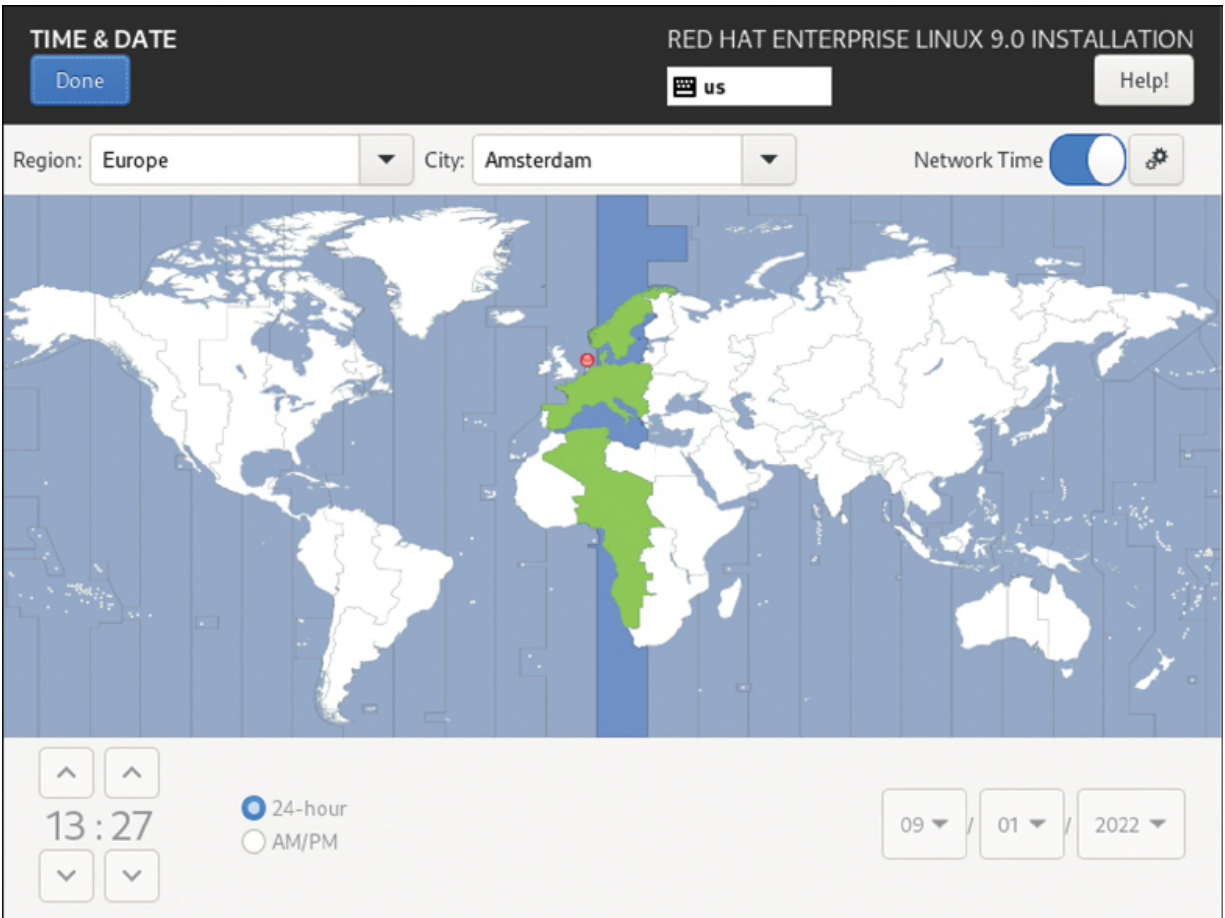 TIME & DATE
RED HAT ENTERPRISE LINUX 9.0 INSTALLATION
Done
us
Help!
Region: Europe City: Amsterdam Network Time
13 : 27
24-hour
AM/PM
09 / 01 / 2022